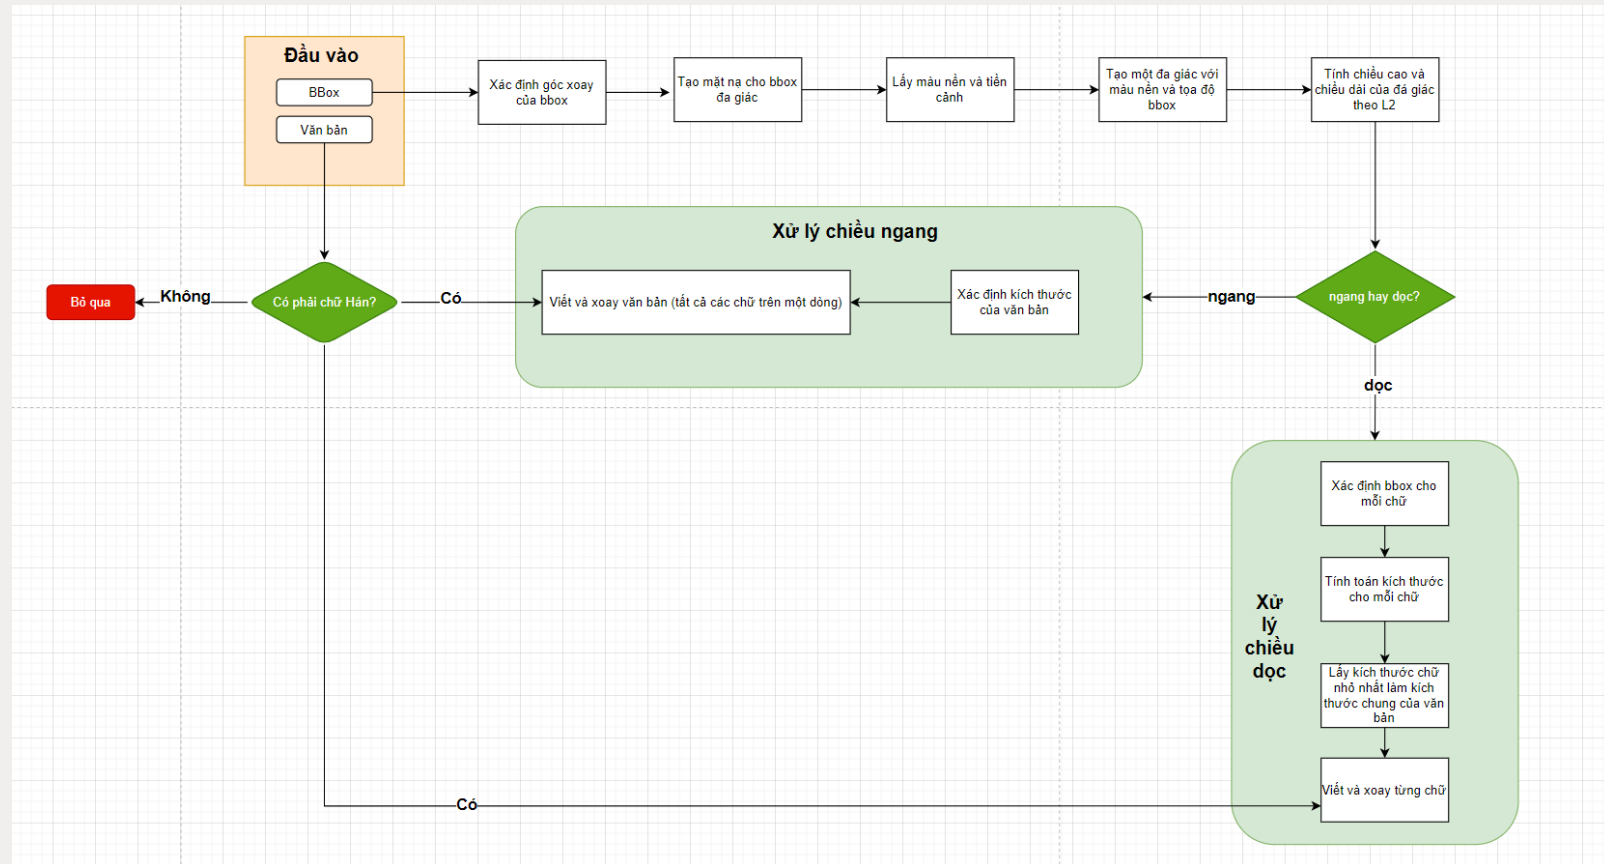 Đầu vào
BBox
Văn bản
Xác định góc xoay
của bbox
Tạo mặt nạ cho bbox
đa giác
Lấy màu nền và tiền
cảnh
Tạo một đa giác với
màu nền và tọa độ
bbox
Tính chiều cao và
chiều dài của đá giác
theo L2
Xử lý chiều ngang
Bỏ qua
Không
Có phải chữ Hán?
Có
Viết và xoay văn bản (tất cả các chữ trên một dòng)
Xác định kích thước
của văn bản
ngang
ngang hay dọc?
dọc
Xử
lý
chiều
dọc
Xác định bbox cho
mỗi chữ
Tính toán kích thước
cho mỗi chữ
Lấy kích thước chữ
nhỏ nhất làm kích
thước chung của văn
bản
Viết và xoay từng chữ
Có